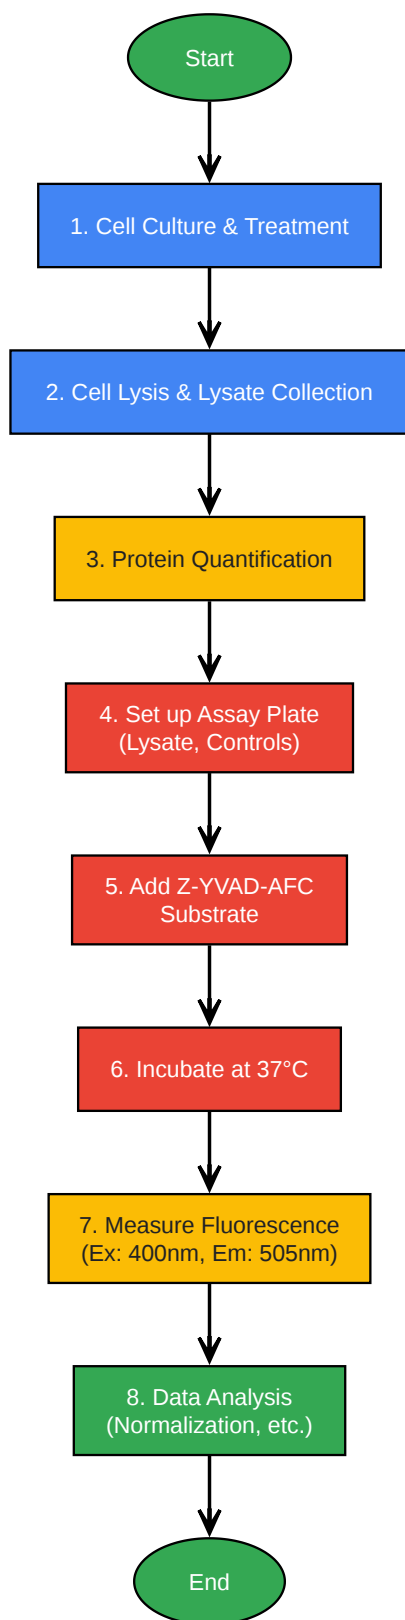 Start
1. Cell Culture & Treatment
2. Cell Lysis & Lysate Collection
3. Protein Quantification
4. Set up Assay Plate
(Lysate, Controls)
5. Add Z-YVAD-AFC
Substrate
6. Incubate at 37°C
7. Measure Fluorescence
(Ex: 400nm, Em: 505nm)
8. Data Analysis
(Normalization, etc.)
End